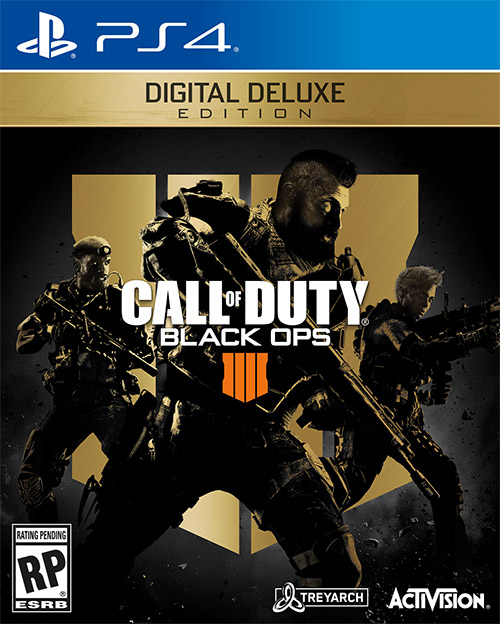 PS4
DIGITAL DELUXE
EDITION
CALL OF DUTY®
BLACK OPS
IIII
RATING PENDING
RP
ESRB
TREYARCH
ACTIVISION